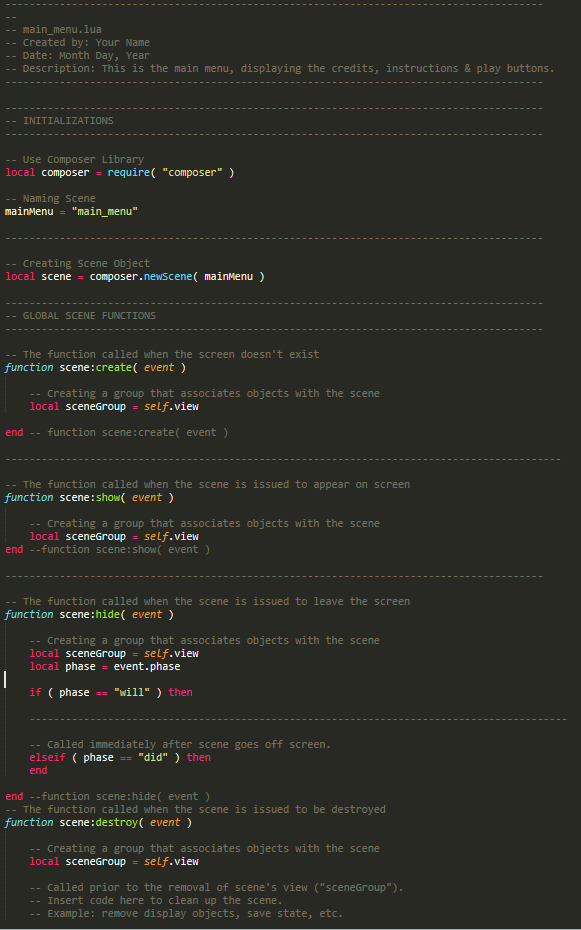 -----------------------------------------------------------------------------------------
--
-- main_menu.lua
-- Created by: Your Name
-- Date: Month Day, Year
-- Description: This is the main menu, displaying the credits, instructions & play buttons.
-----------------------------------------------------------------------------------------
-----------------------------------------------------------------------------------------
-- INITIALIZATIONS
-----------------------------------------------------------------------------------------
-- Use Composer Library
local composer = require( "composer" )
-- Naming Scene
mainMenu = "main_menu"
-----------------------------------------------------------------------------------------
-- Creating Scene Object
local scene = composer.newScene( mainMenu )
-----------------------------------------------------------------------------------------
-- GLOBAL SCENE FUNCTIONS
-----------------------------------------------------------------------------------------
-- The function called when the screen doesn't exist
function scene:create( event )
    -- Creating a group that associates objects with the scene
    local sceneGroup = self.view
end -- function scene:create( event )
--------------------------------------------------------------------------------------------
-- The function called when the scene is issued to appear on screen
function scene:show( event )
    -- Creating a group that associates objects with the scene
    local sceneGroup = self.view
end --function scene:show( event )
-----------------------------------------------------------------------------------------
-- The function called when the scene is issued to leave the screen
function scene:hide( event )
    -- Creating a group that associates objects with the scene
    local sceneGroup = self.view
    local phase = event.phase
    if ( phase == "will" ) then
    -----------------------------------------------------------------------------------------
    -- Called immediately after scene goes off screen.
    elseif ( phase == "did" ) then
    end
end --function scene:hide( event )
-- The function called when the scene is issued to be destroyed
function scene:destroy( event )
    -- Creating a group that associates objects with the scene
    local sceneGroup = self.view
    -- Called prior to the removal of scene's view ("sceneGroup").
    -- Insert code here to clean up the scene.
    -- Example: remove display objects, save state, etc.